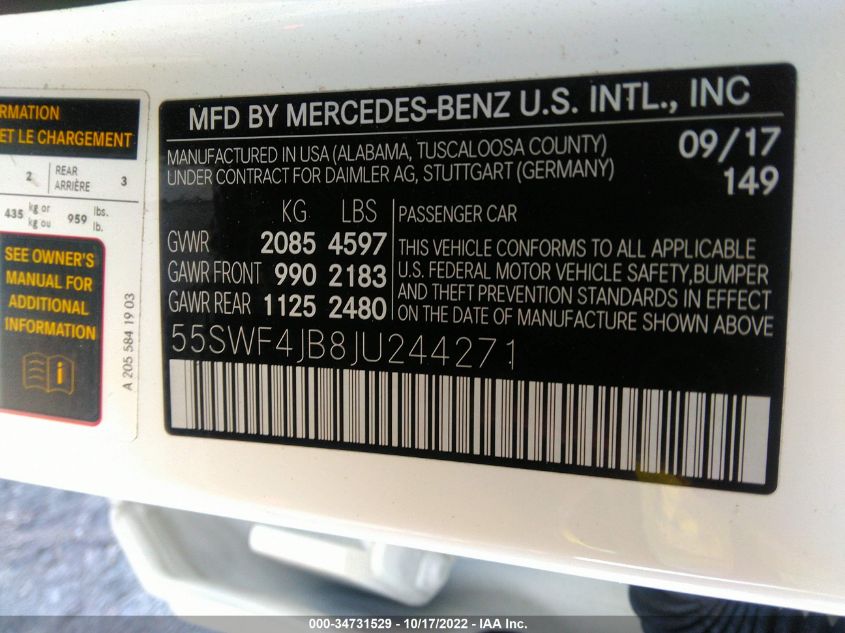 RMATION
ET LE CHARGEMENT
2 REAR ARRIÈRE 3
435 kg or kg ou 959 lbs. lb.
SEE OWNER'S
MANUAL FOR
ADDITIONAL
INFORMATION
A 205 584 19 03
MFD BY MERCEDES-BENZ U.S. INTL., INC
MANUFACTURED IN USA (ALABAMA, TUSCALOOSA COUNTY)
UNDER CONTRACT FOR DAIMLER AG, STUTTGART (GERMANY)
09/17
149
KG LBS
GVWR 2085 4597
GAWR FRONT 990 2183
GAWR REAR 1125 2480
PASSENGER CAR
THIS VEHICLE CONFORMS TO ALL APPLICABLE
U.S. FEDERAL MOTOR VEHICLE SAFETY,BUMPER
AND THEFT PREVENTION STANDARDS IN EFFECT
ON THE DATE OF MANUFACTURE SHOWN ABOVE
55SWF4JB8JU244271
000-34731529 - 10/17/2022 - IAA Inc.